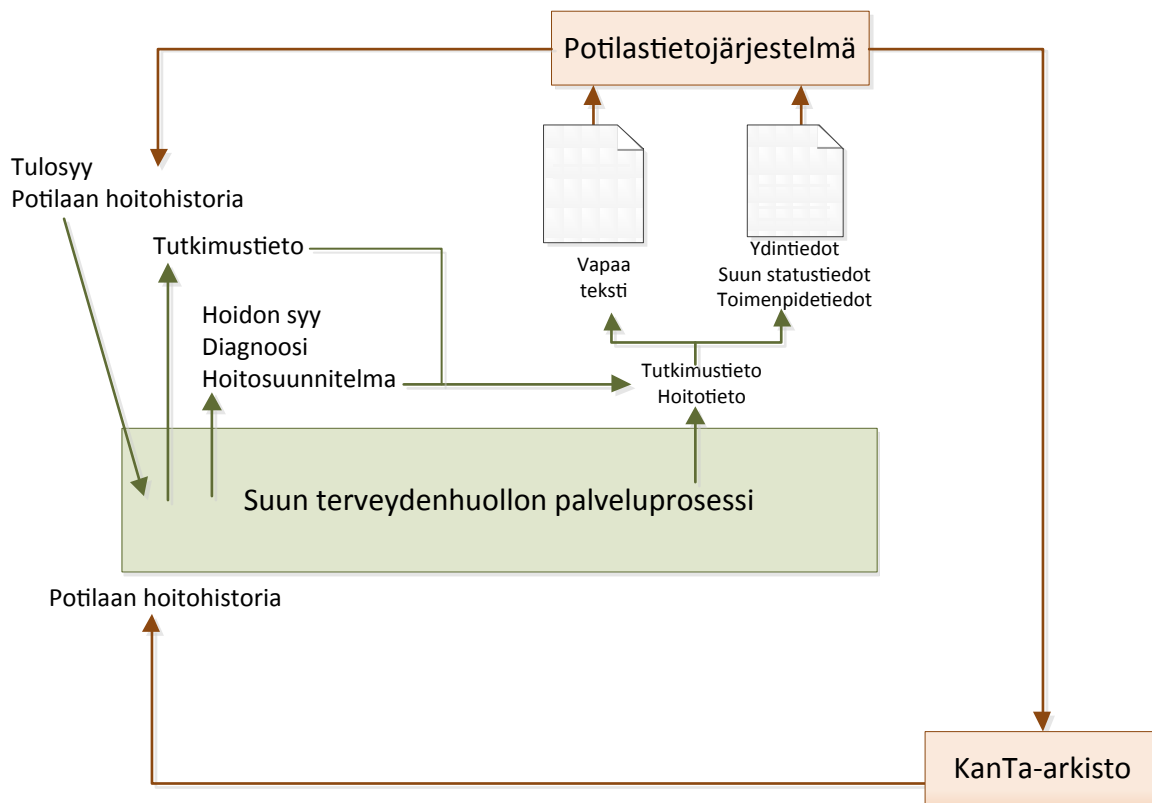 Potilastietojärjestelmä
Tulosyy
Potilaan hoitohistoria
Tutkimustieto
Hoidon syy
Diagnoosi
Hoitosuunnitelma
Vapaa
teksti
Ydintiedot
Suun statustiedot
Toimenpidetiedot
Tutkimustieto
Hoitotieto
Suun terveydenhuollon palveluprosessi
Potilaan hoitohistoria
KanTa-arkisto